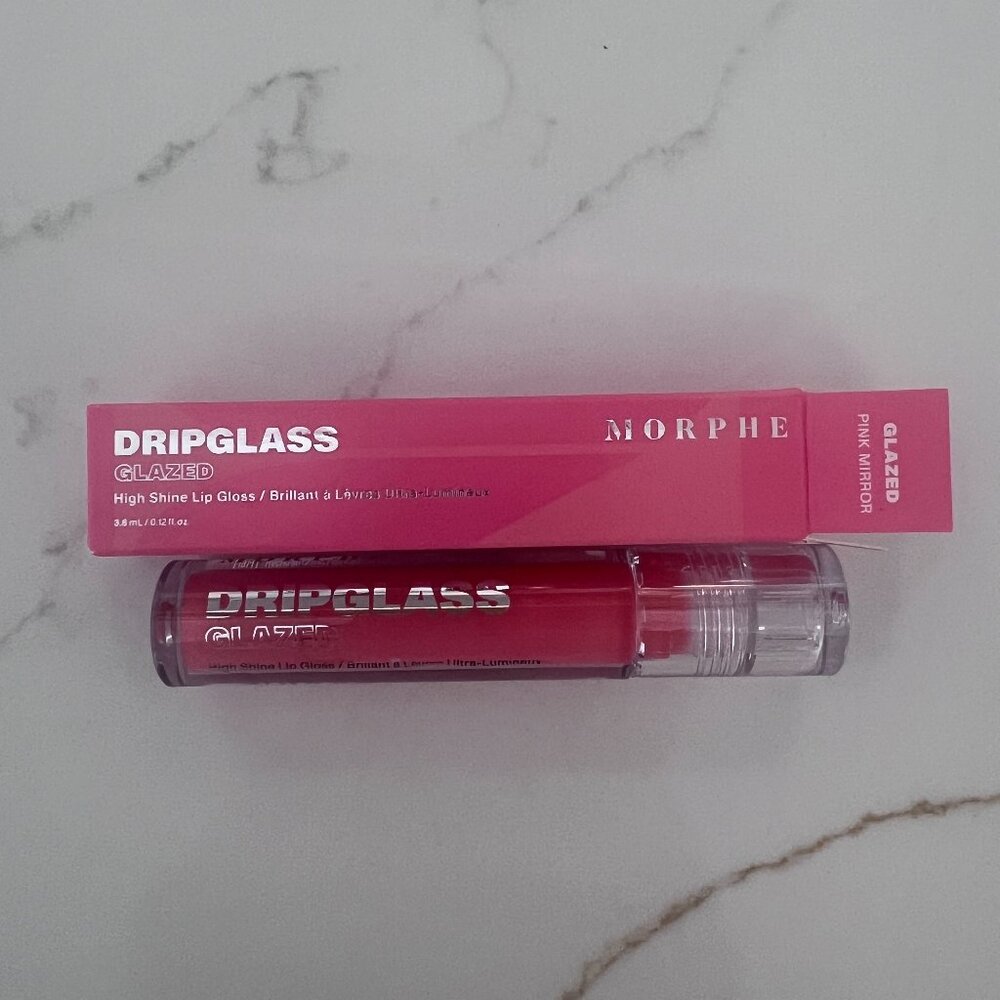 DRIPGLASS
GLAZED
High Shine Lip Gloss / Brillant à Lèvres Ultra-Lumineux
3.6 mL / 0.12 fl. oz.
MORPHE
GLAZED
PINK MIRROR
DRIPGLASS
GLAZED
High Shine Lip Gloss / Brillant à Lèvres Ultra-Lumineux